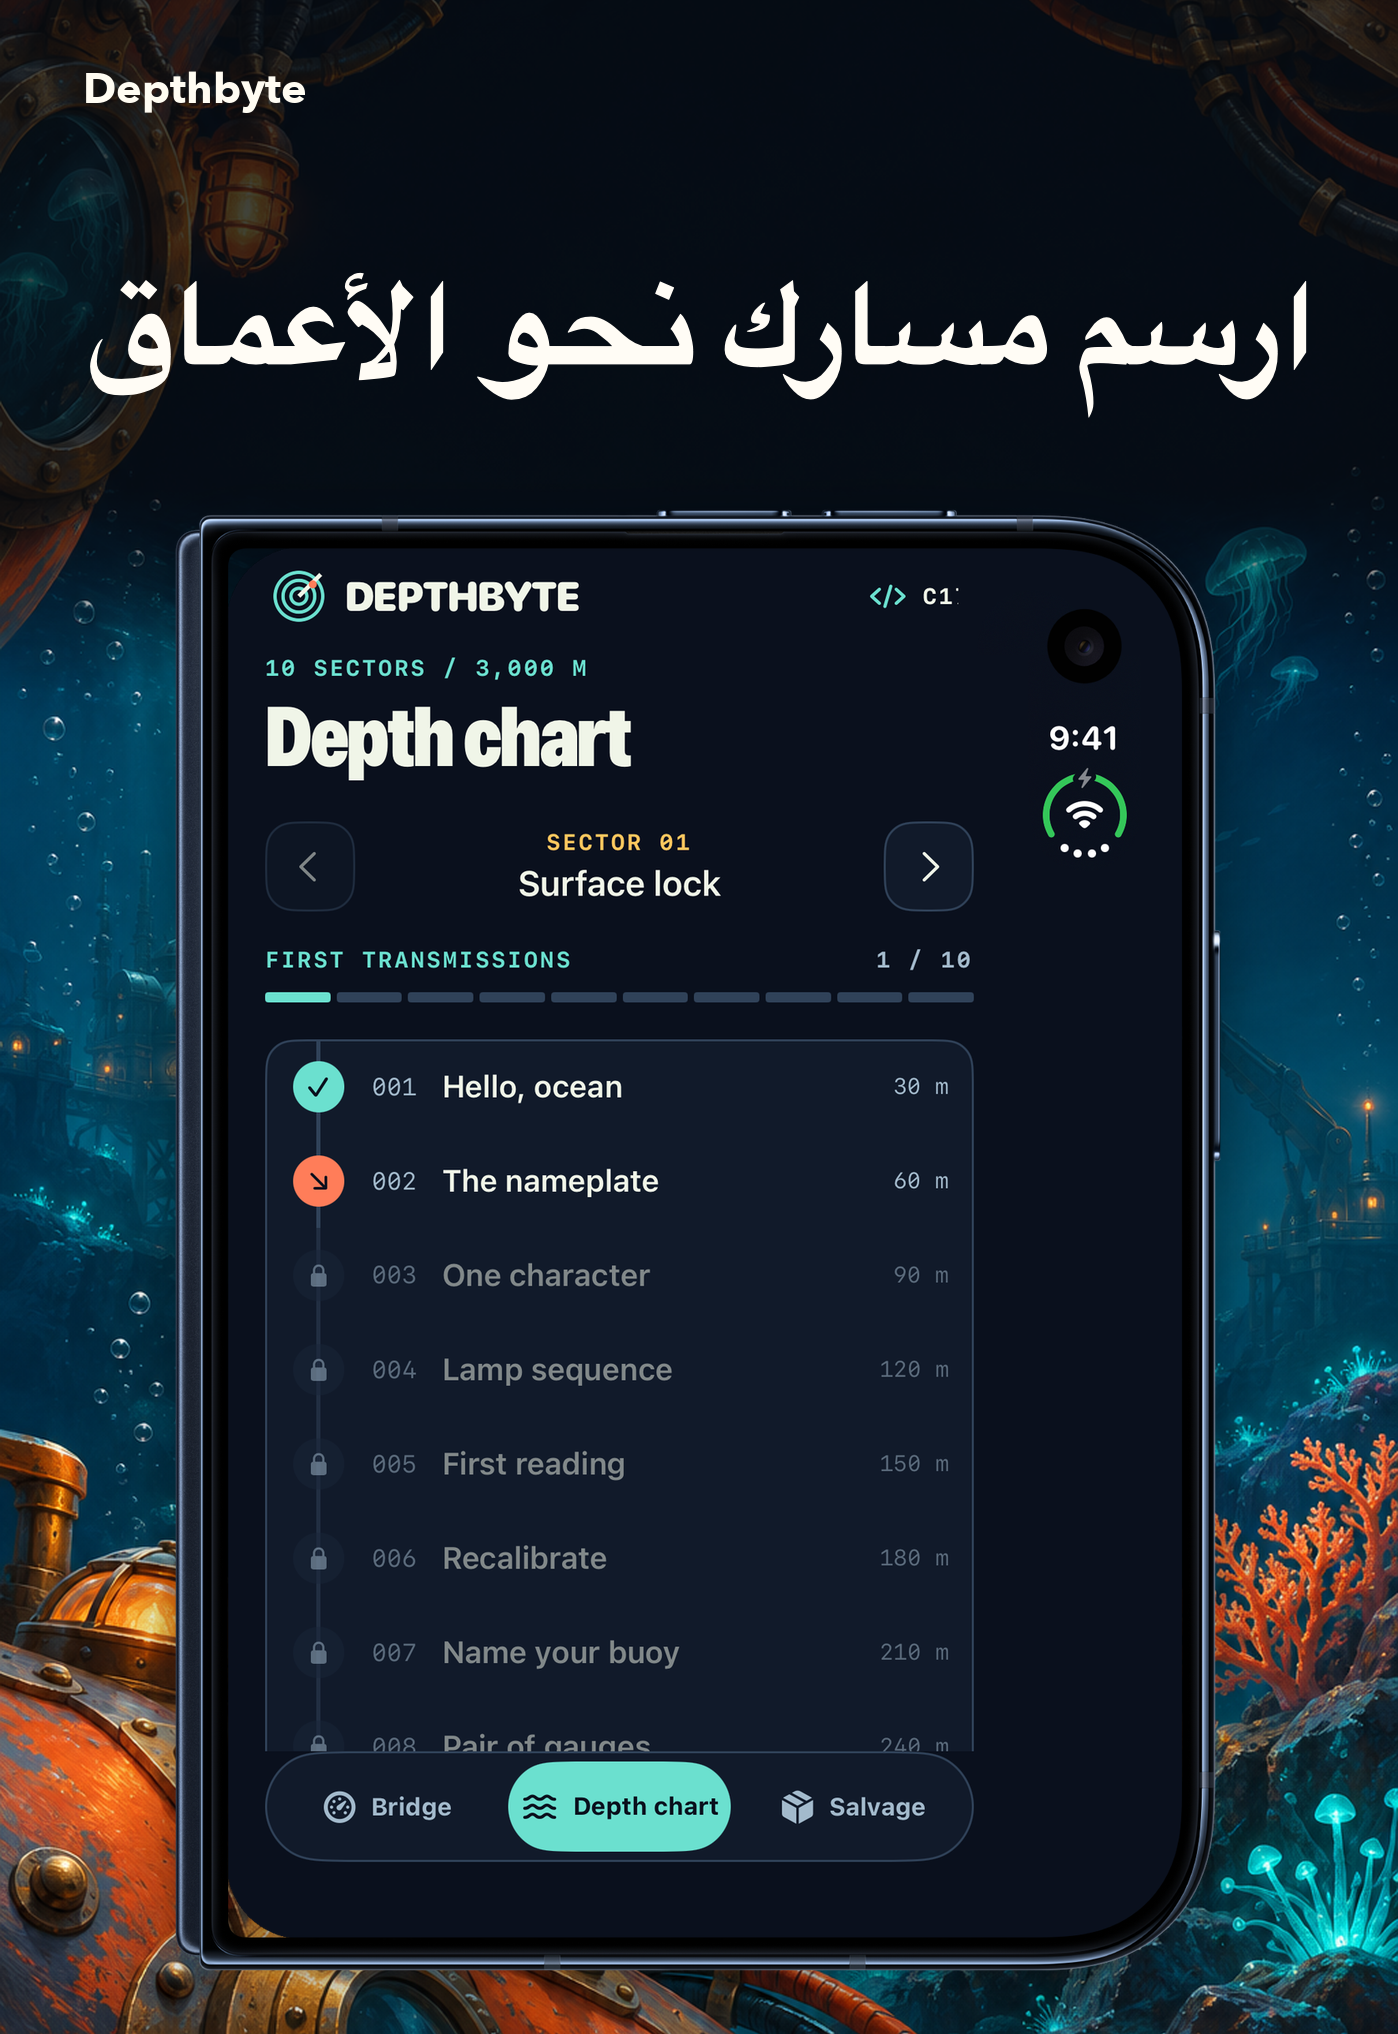 Depthbyte
ارسم مسارك نحو الأعماق
DEPTHBYTE
</> C1
10 SECTORS / 3,000 M
Depth chart
9:41
SECTOR 01
Surface lock
FIRST TRANSMISSIONS 1 / 10
001 Hello, ocean 30 m
002 The nameplate 60 m
003 One character 90 m
004 Lamp sequence 120 m
005 First reading 150 m
006 Recalibrate 180 m
007 Name your buoy 210 m
008 Pair of gauges 240 m
Bridge Depth chart Salvage